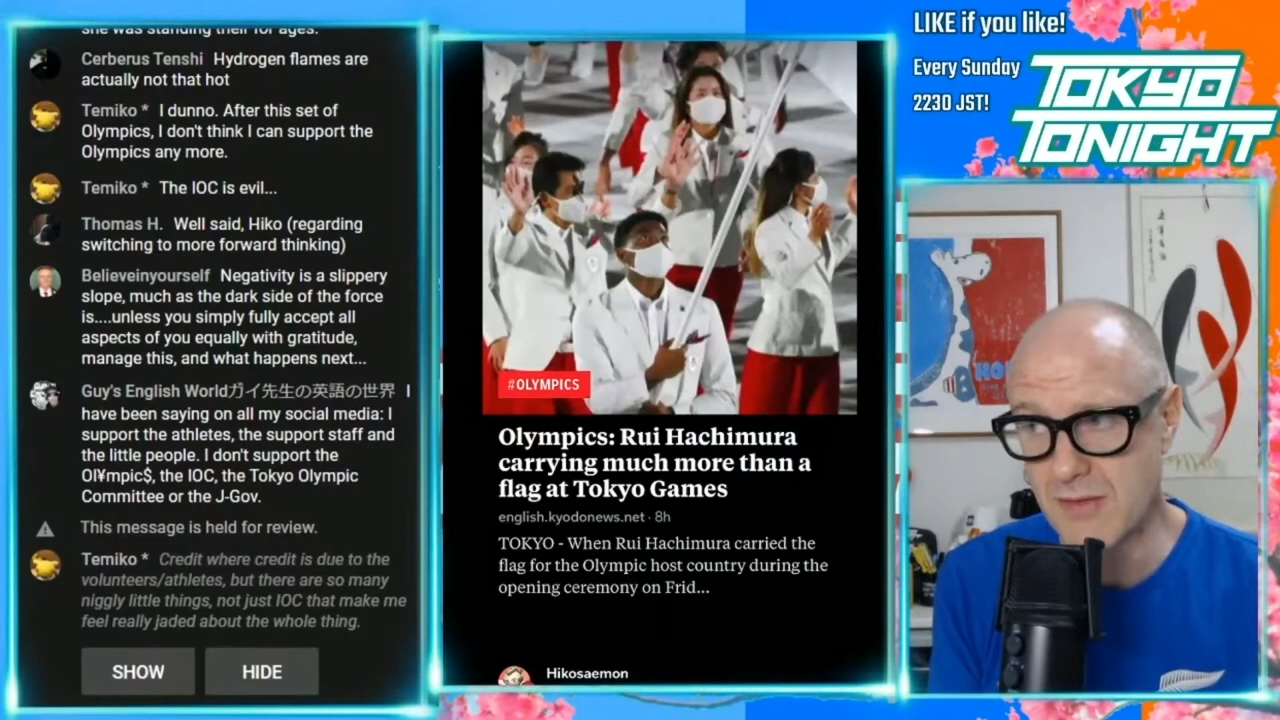 she was standing their for ages.
Cerberus Tenshi Hydrogen flames are
actually not that hot
Temiko * I dunno. After this set of
Olympics, I don't think I can support the
Olympics any more.
Temiko * The IOC is evil...
Thomas H. Well said, Hiko (regarding
switching to more forward thinking)
Believeinyourself Negativity is a slippery
slope, much as the dark side of the force
is....unless you simply fully accept all
aspects of you equally with gratitude,
manage this, and what happens next...
Guy's English Worldガイ先生の英語の世界 I
have been saying on all my social media: I
support the athletes, the support staff and
the little people. I don't support the
Ol¥mpic$, the IOC, the Tokyo Olympic
Committee or the J-Gov.
This message is held for review.
Temiko * Credit where credit is due to the
volunteers/athletes, but there are so many
niggly little things, not just IOC that make me
feel really jaded about the whole thing.
SHOW HIDE
#OLYMPICS
Olympics: Rui Hachimura
carrying much more than a
flag at Tokyo Games
english.kyodonews.net · 8h
TOKYO - When Rui Hachimura carried the
flag for the Olympic host country during the
opening ceremony on Frid...
Hikosaemon
LIKE if you like!
Every Sunday
2230 JST!
TOKYO
TONIGHT